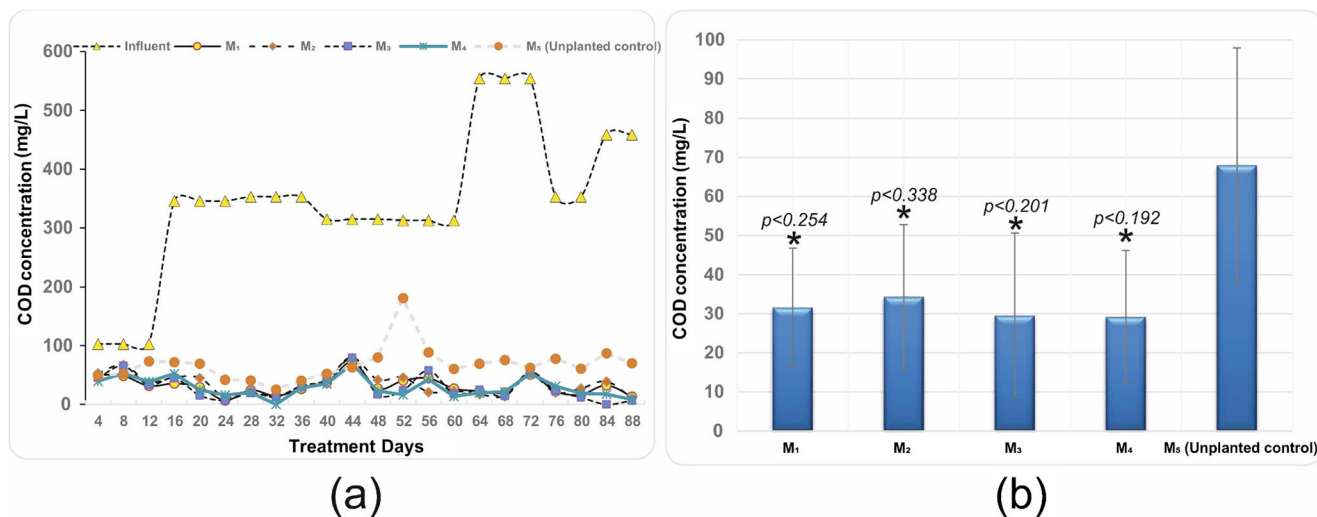 Influent M₁ M₂ M₃ M₄ M₅ (Unplanted control)
COD concentration (mg/L)
600
500
400
300
200
100
0
4 8 12 16 20 24 28 32 36 40 44 48 52 56 60 64 68 72 76 80 84 88
Treatment Days
(a)
COD concentration (mg/L)
100
90
80
70
60
50
40
30
20
10
0
p<0.254
*
p<0.338
*
p<0.201
*
p<0.192
*
M₁ M₂ M₃ M₄ M₅ (Unplanted control)
(b)